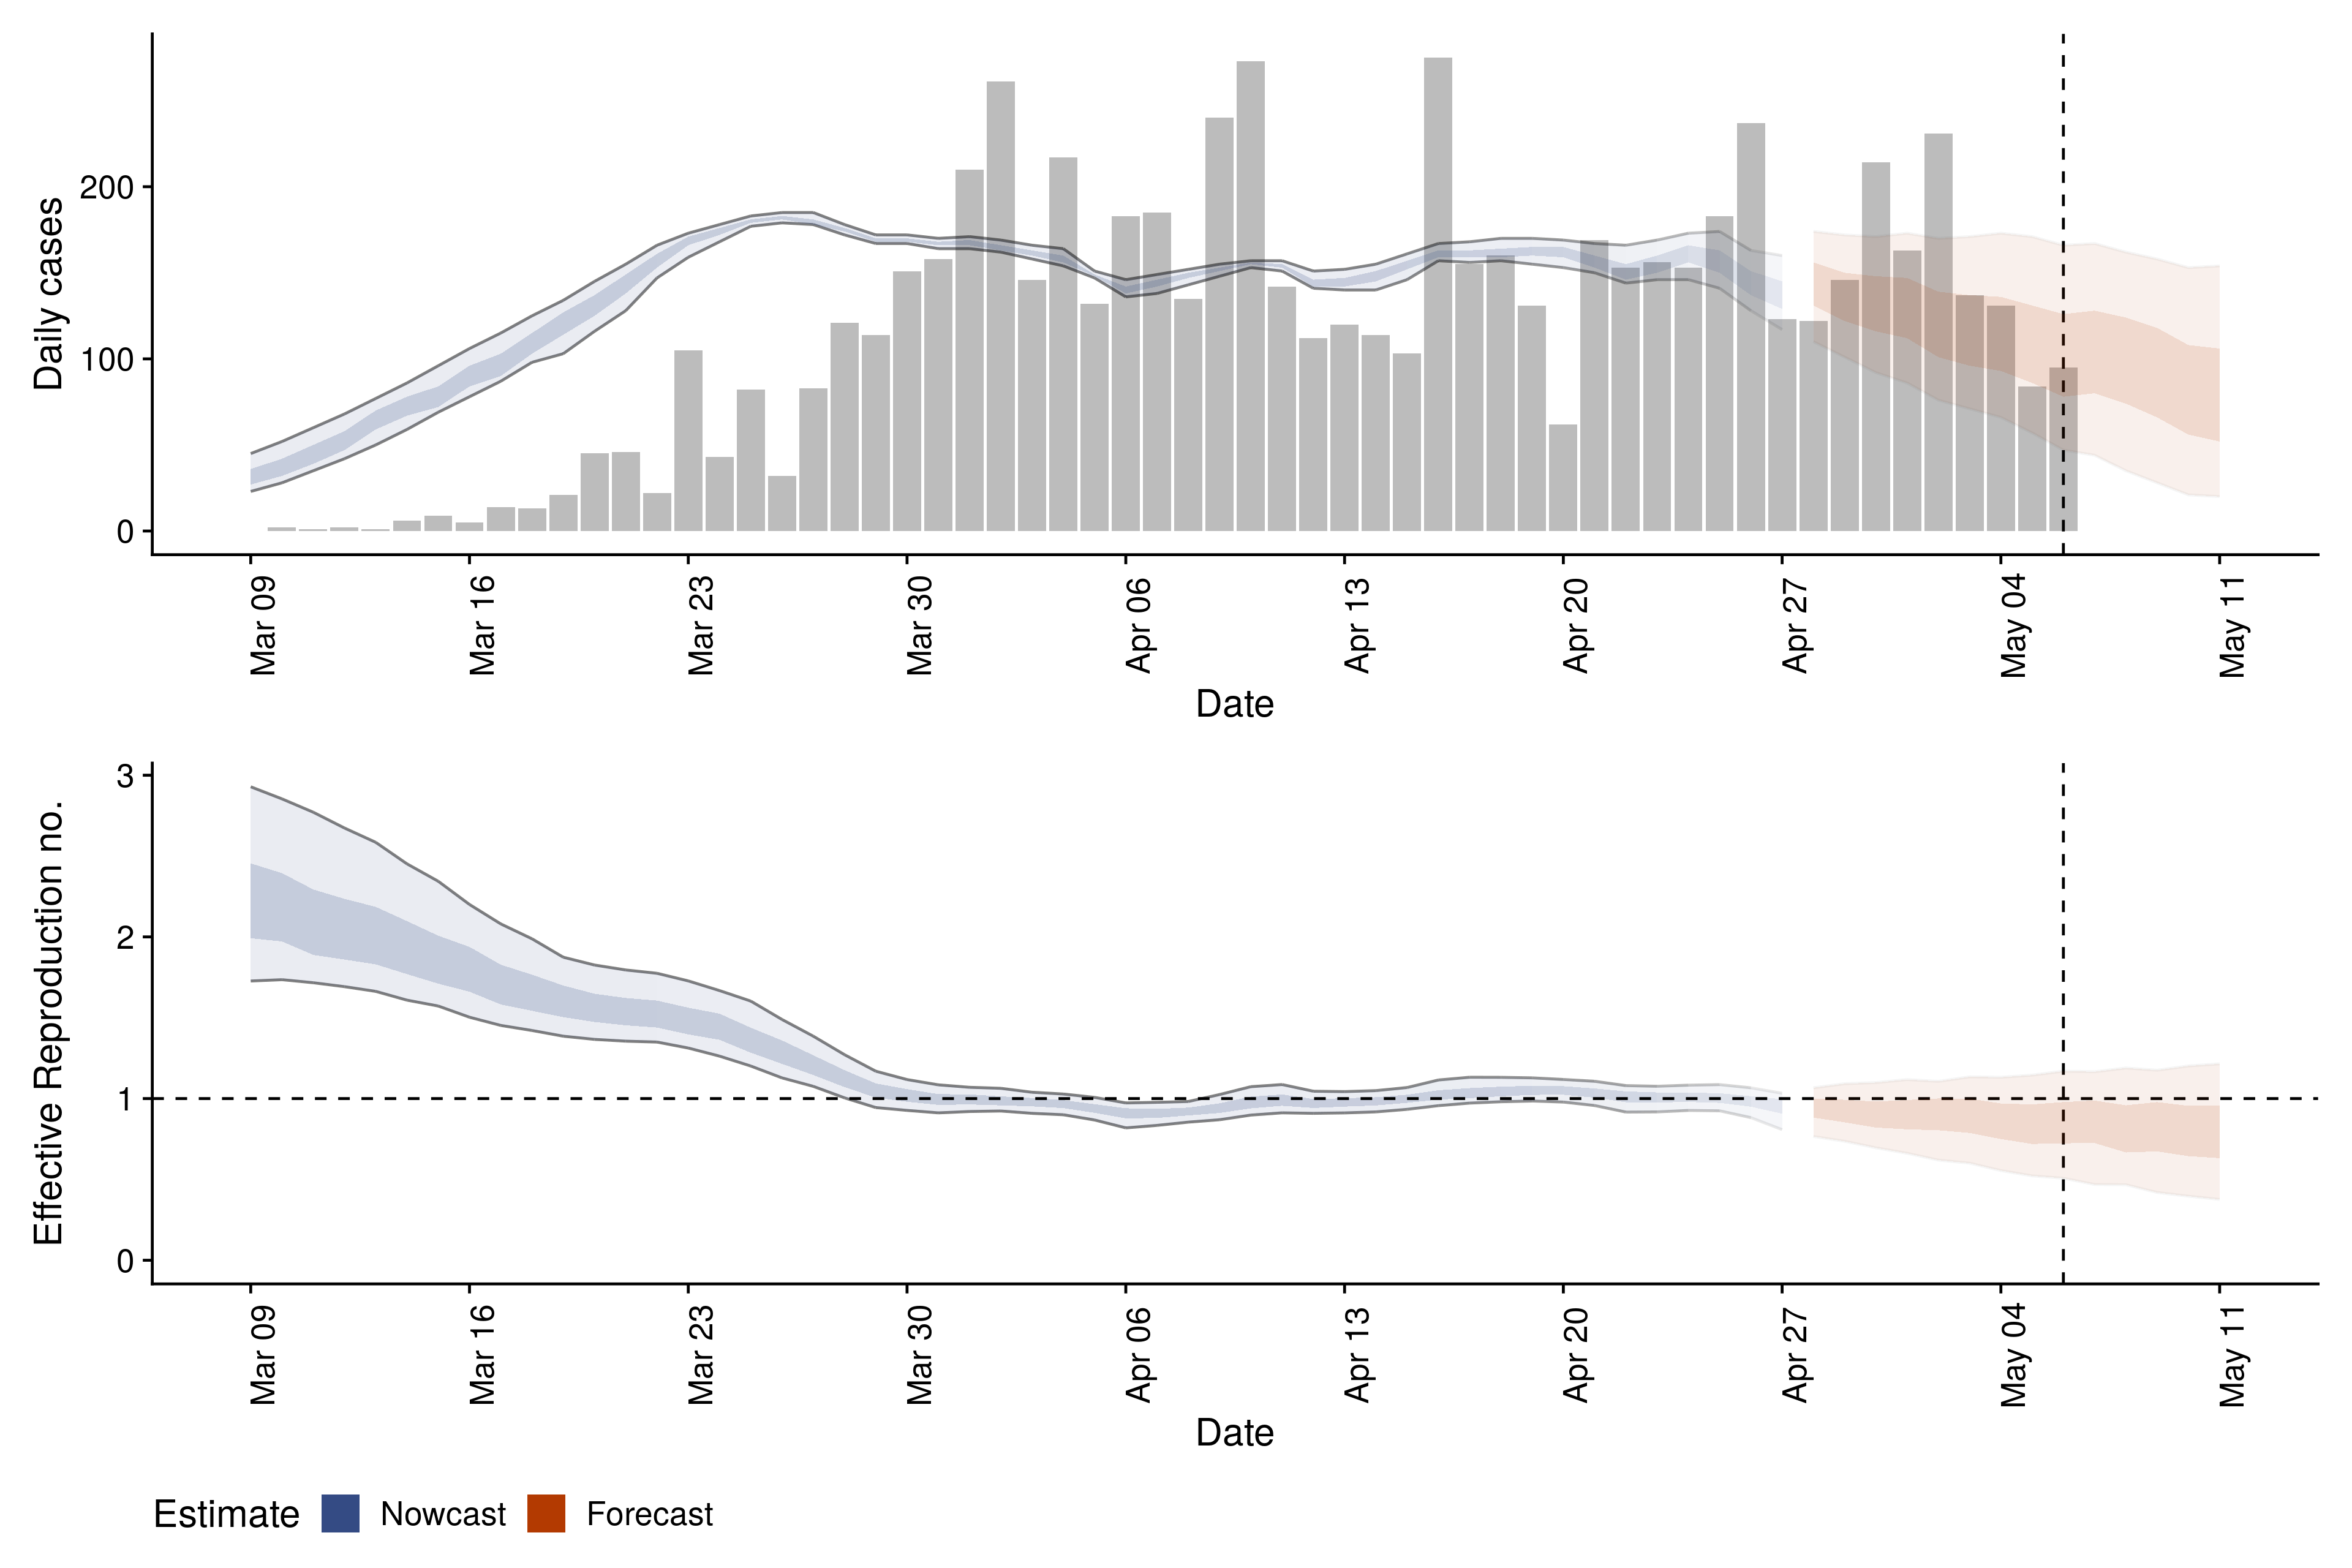 Daily cases
200
100
0
Mar 09 Mar 16 Mar 23 Mar 30 Apr 06 Apr 13 Apr 20 Apr 27 May 04 May 11
Date
Effective Reproduction no.
3
2
1
0
Mar 09 Mar 16 Mar 23 Mar 30 Apr 06 Apr 13 Apr 20 Apr 27 May 04 May 11
Date
Estimate Nowcast Forecast